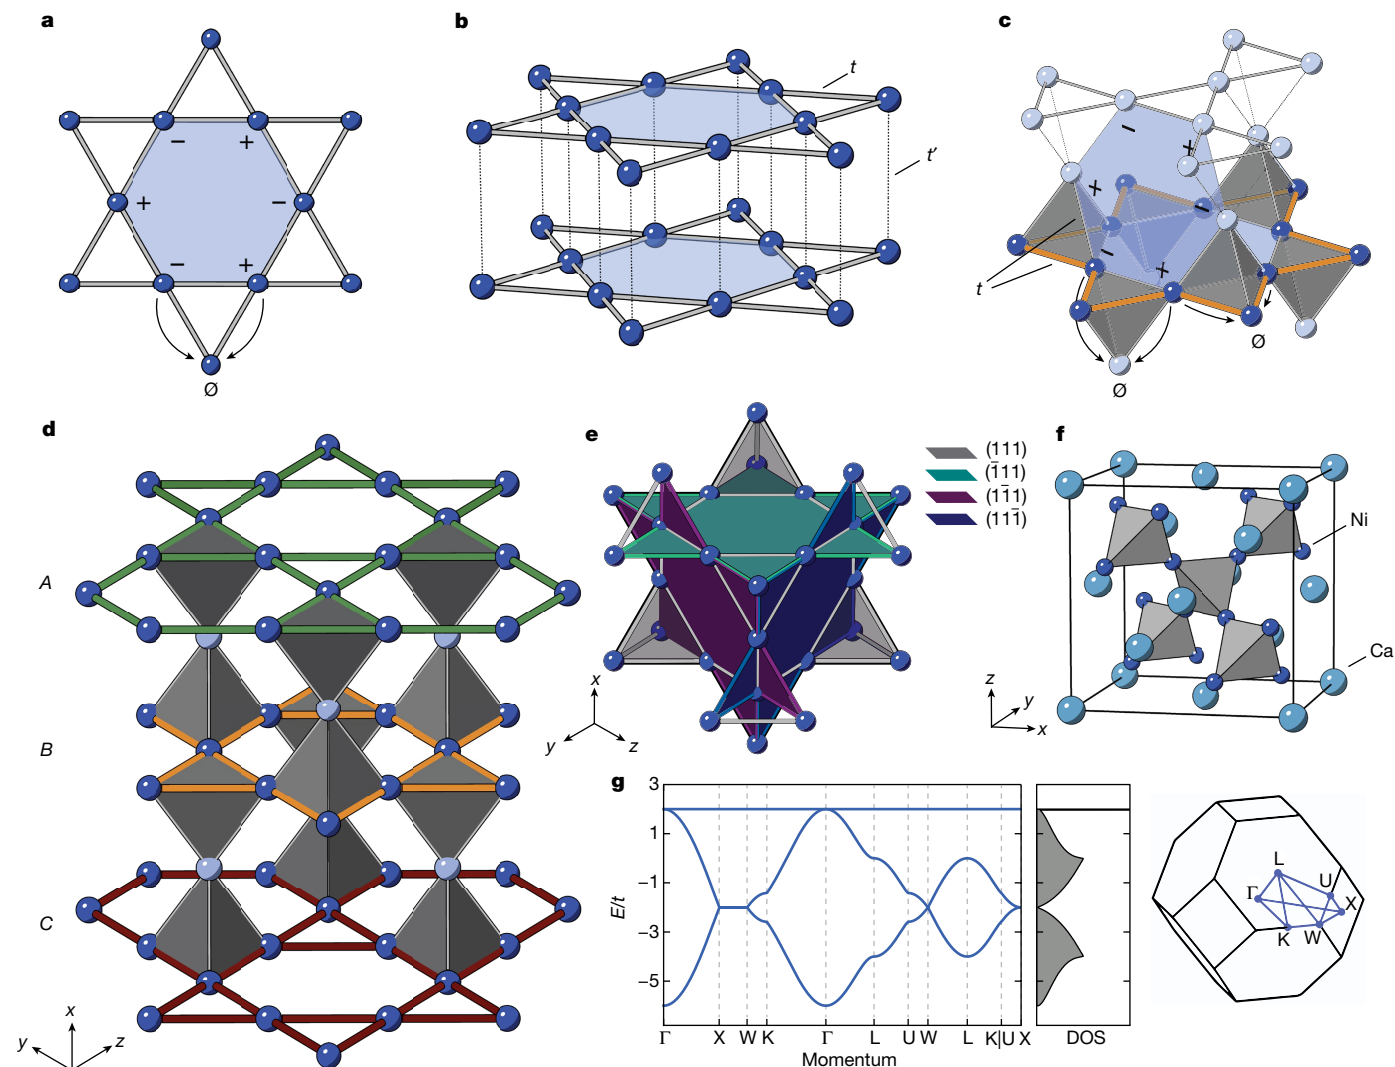 a
−
+
+
−
−
+
Ø
b
t
t′
c
−
+
+
−
−
+
t
Ø
Ø
d
A
B
C
x
y
z
e
(111)
(1̄11)
(11̄1)
(111̄)
x
y
z
f
Ni
Ca
z
y
x
g
3
1
−1
−3
−5
E/t
Γ X W K Γ L U W L K|U X
Momentum
DOS
L
Γ
U
X
K
W